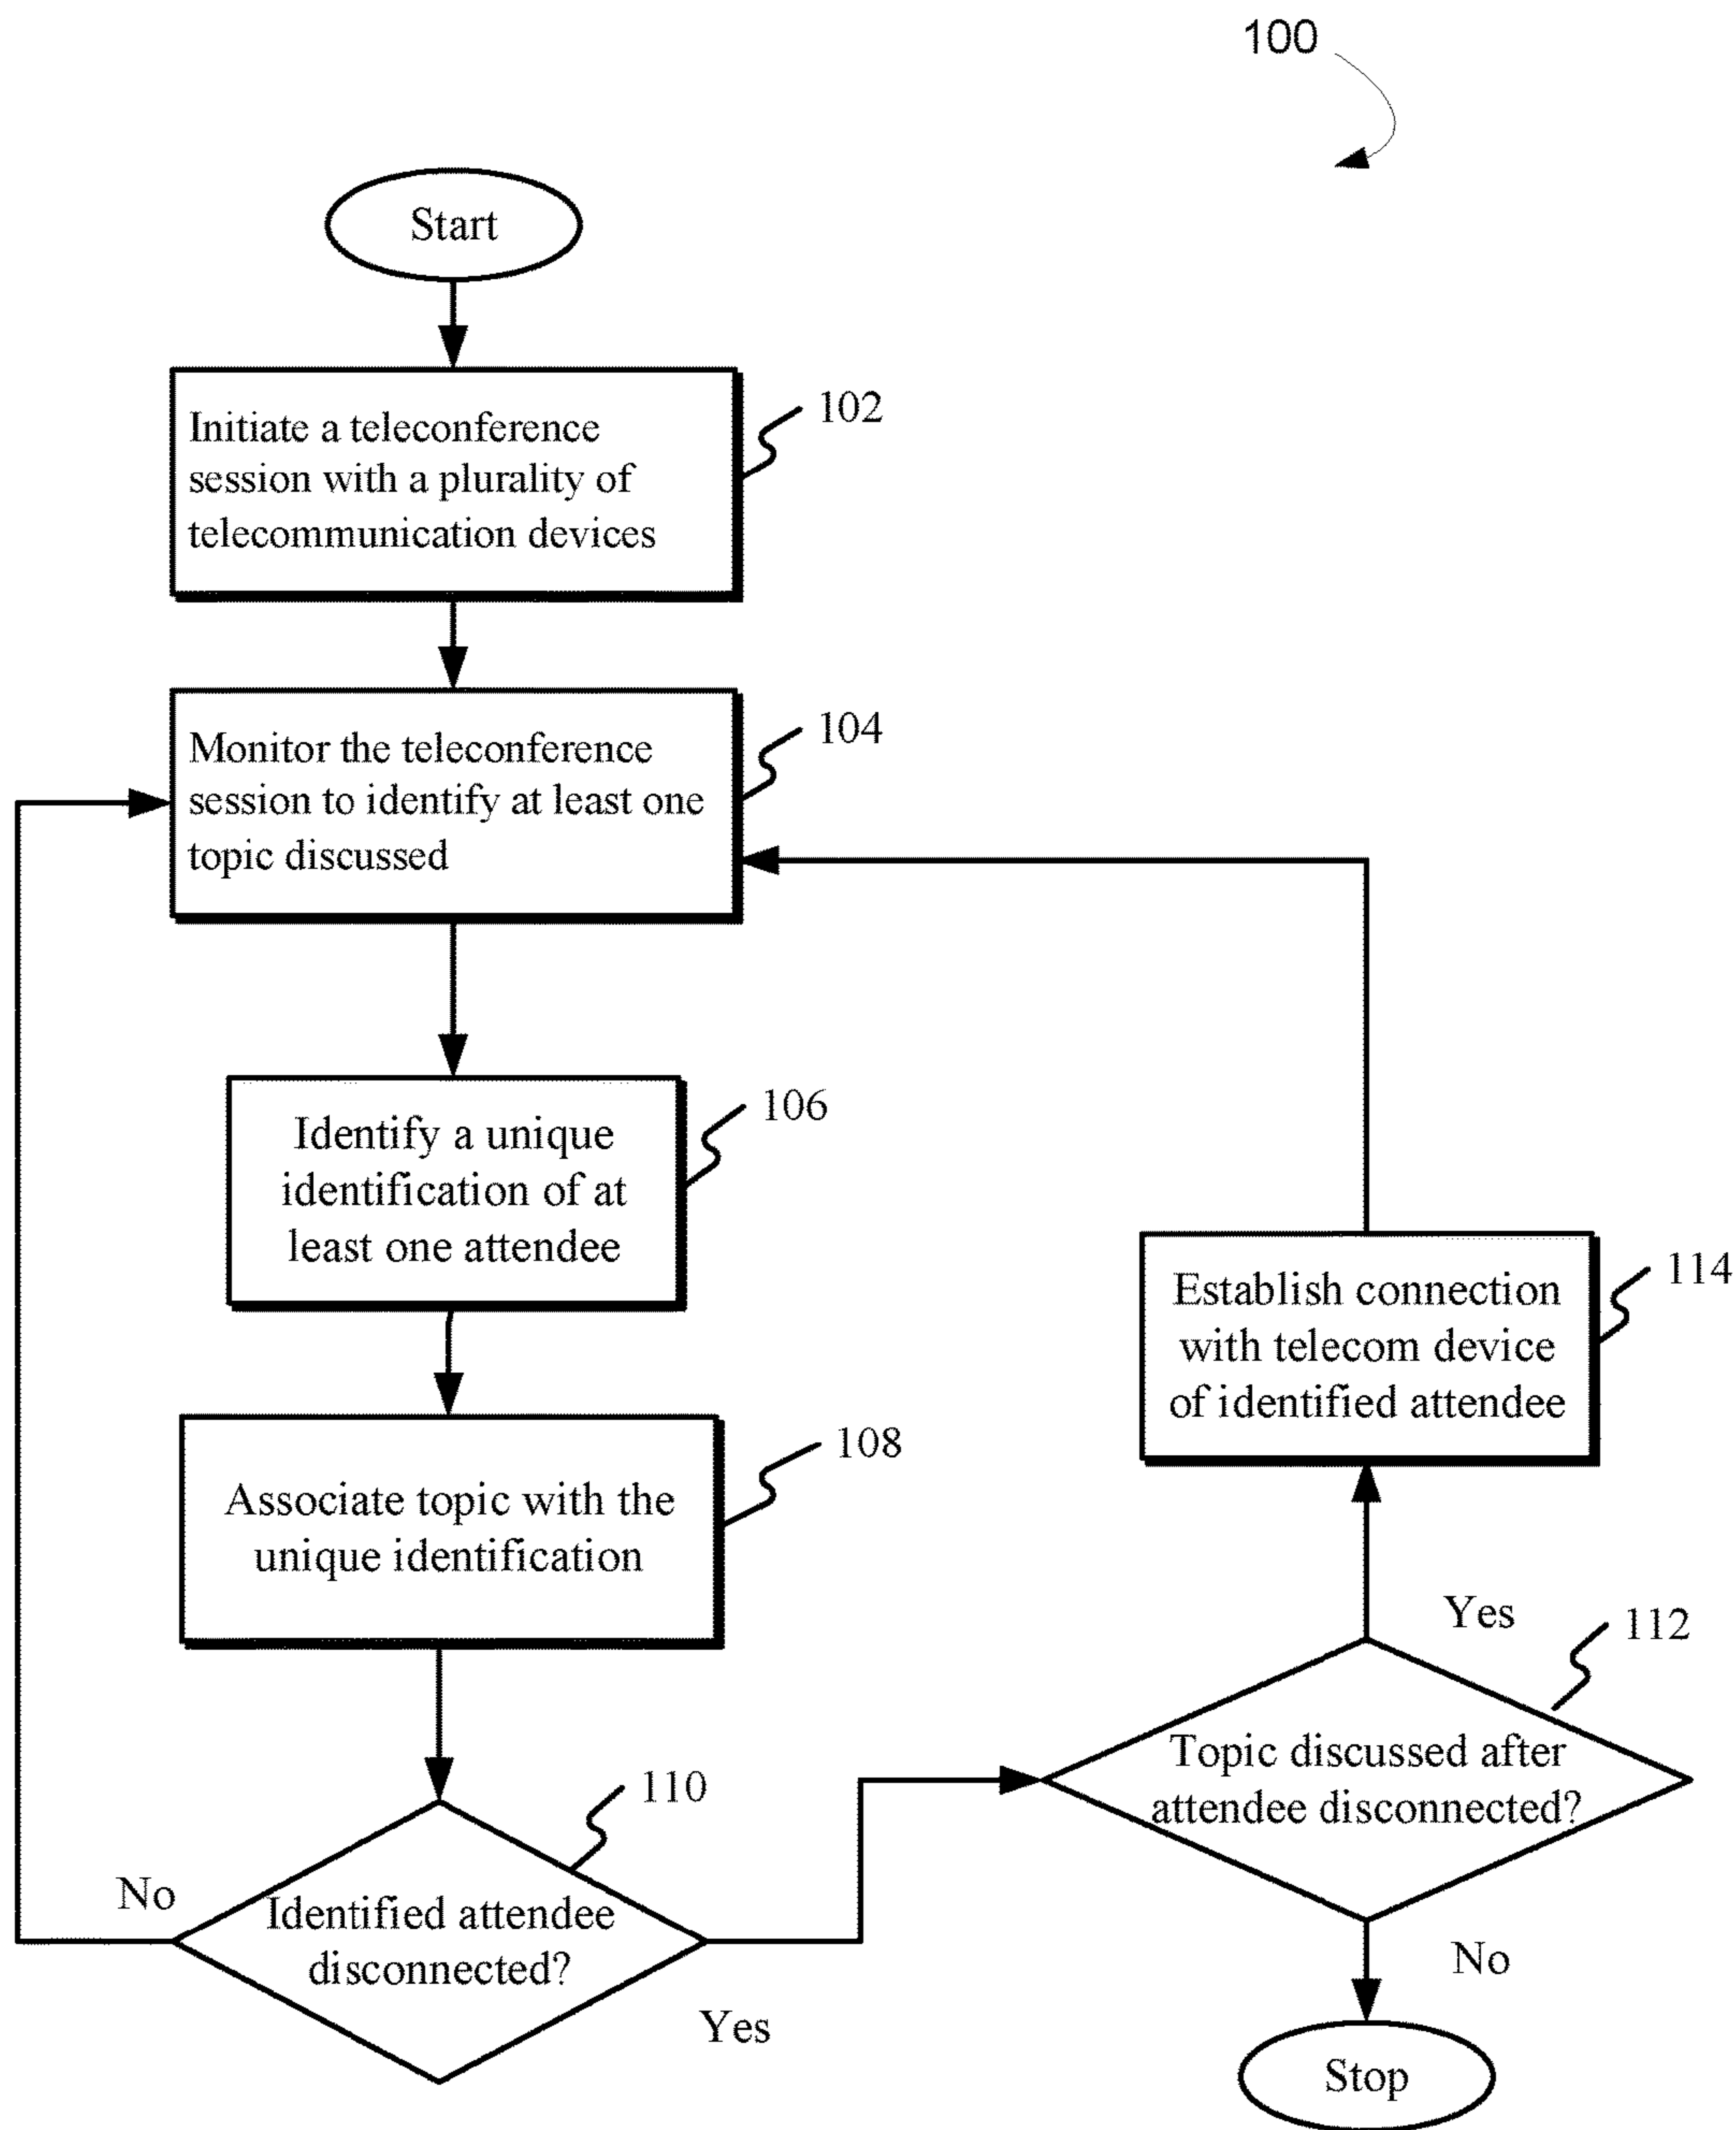 100
Start
Initiate a teleconference
session with a plurality of
telecommunication devices
102
Monitor the teleconference
session to identify at least one
topic discussed
104
Identify a unique
identification of at
least one attendee
106
Associate topic with the
unique identification
108
Identified attendee
disconnected?
110
No
Yes
Topic discussed after
attendee disconnected?
112
Yes
No
Establish connection
with telecom device
of identified attendee
114
Stop